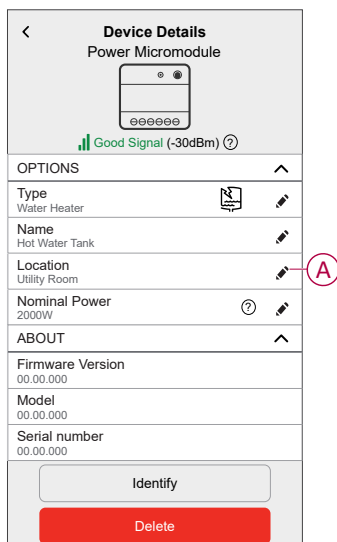 Device Details
Power Micromodule
Good Signal (-30dBm) ?
OPTIONS
Type
Water Heater
Name
Hot Water Tank
Location
Utility Room
A
Nominal Power
2000W
?
ABOUT
Firmware Version
00.00.000
Model
00.00.000
Serial number
00.00.000
Identify
Delete